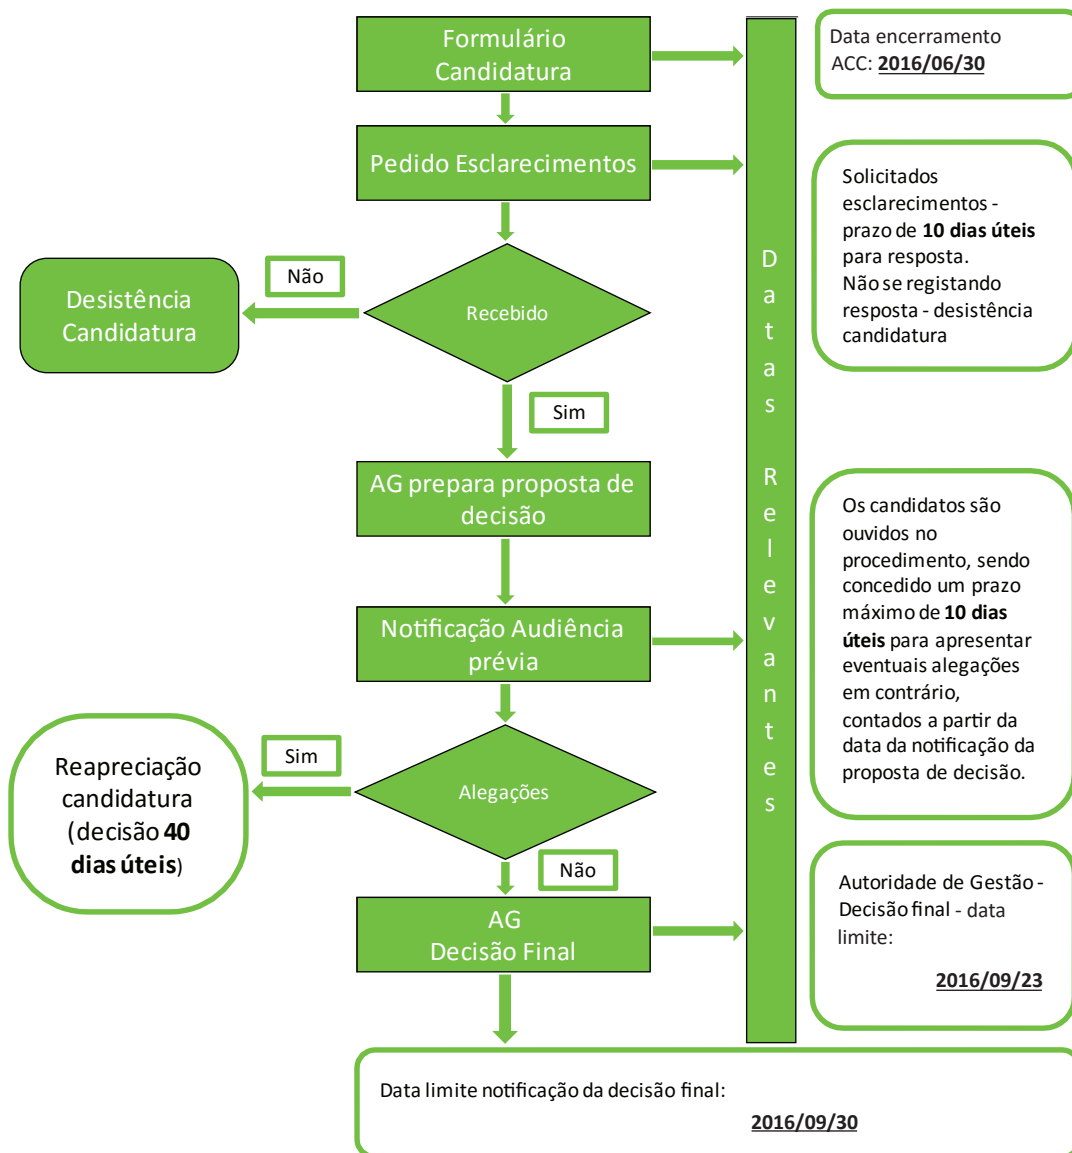 Formulário
Candidatura
Data encerramento
ACC: 2016/06/30
Pedido Esclarecimentos
Solicitados
esclarecimentos -
prazo de 10 dias úteis
para resposta.
Não se registando
resposta - desistência
candidatura
Não
Desistência
Candidatura
Recebido
Sim
AG prepara proposta de
decisão
Datas Relevantes
Os candidatos são
ouvidos no
procedimento, sendo
concedido um prazo
máximo de 10 dias
úteis para apresentar
eventuais alegações
em contrário,
contados a partir da
data da notificação da
proposta de decisão.
Notificação Audiência
prévia
Sim
Reapreciação
candidatura
(decisão 40
dias úteis)
Alegações
Não
AG
Decisão Final
Autoridade de Gestão -
Decisão final - data
limite:
2016/09/23
Data limite notificação da decisão final:
2016/09/30